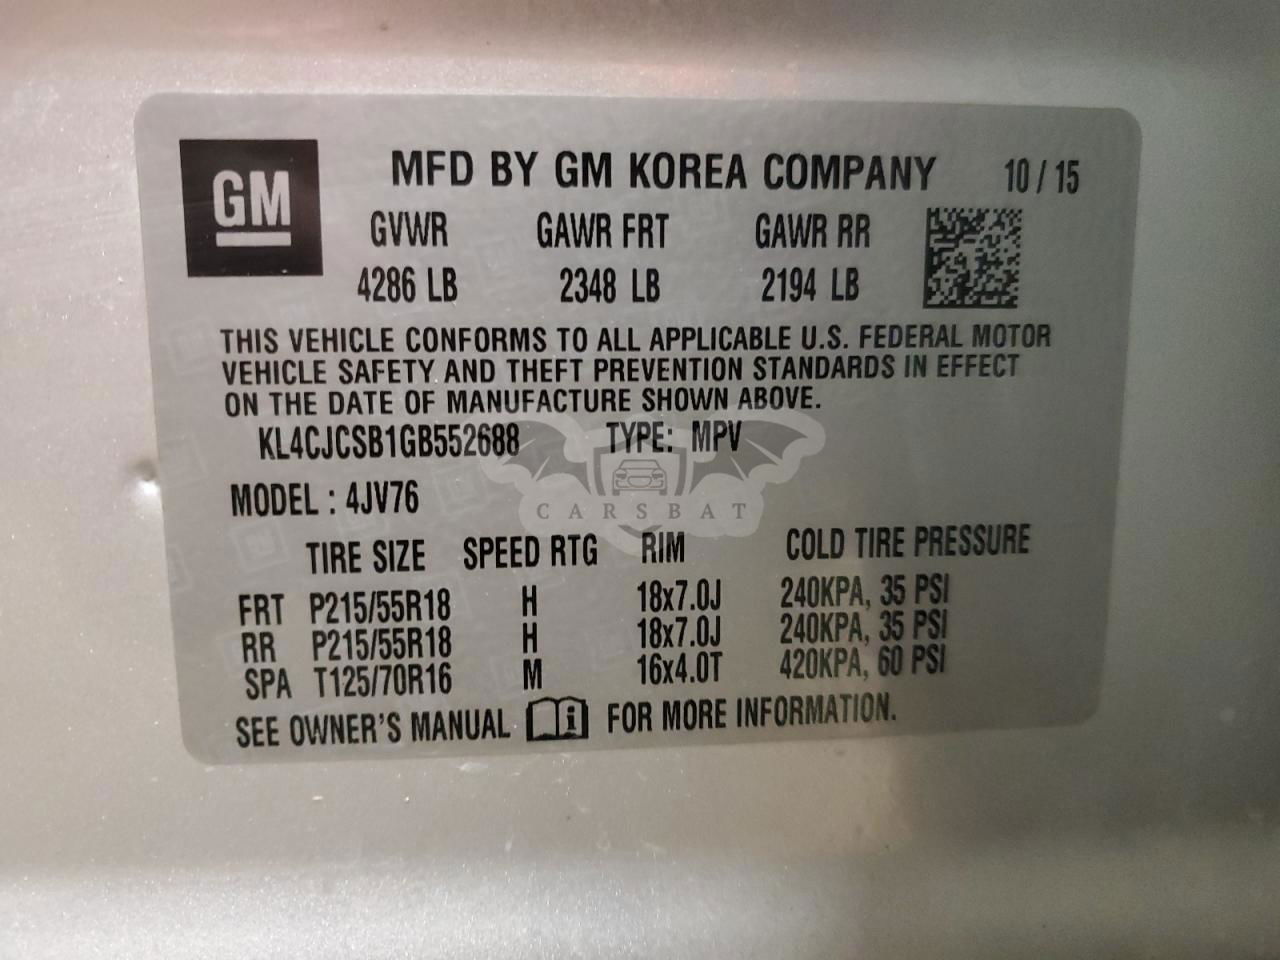 GM
MFD BY GM KOREA COMPANY 10 / 15
GVWR GAWR FRT GAWR RR
4286 LB 2348 LB 2194 LB
THIS VEHICLE CONFORMS TO ALL APPLICABLE U.S. FEDERAL MOTOR
VEHICLE SAFETY AND THEFT PREVENTION STANDARDS IN EFFECT
ON THE DATE OF MANUFACTURE SHOWN ABOVE.
KL4CJCSB1GB552688 TYPE: MPV
MODEL : 4JV76
CARSBAT
TIRE SIZE SPEED RTG RIM COLD TIRE PRESSURE
FRT P215/55R18 H 18x7.0J 240KPA, 35 PSI
RR P215/55R18 H 18x7.0J 240KPA, 35 PSI
SPA T125/70R16 M 16x4.0T 420KPA, 60 PSI
SEE OWNER'S MANUAL i FOR MORE INFORMATION.